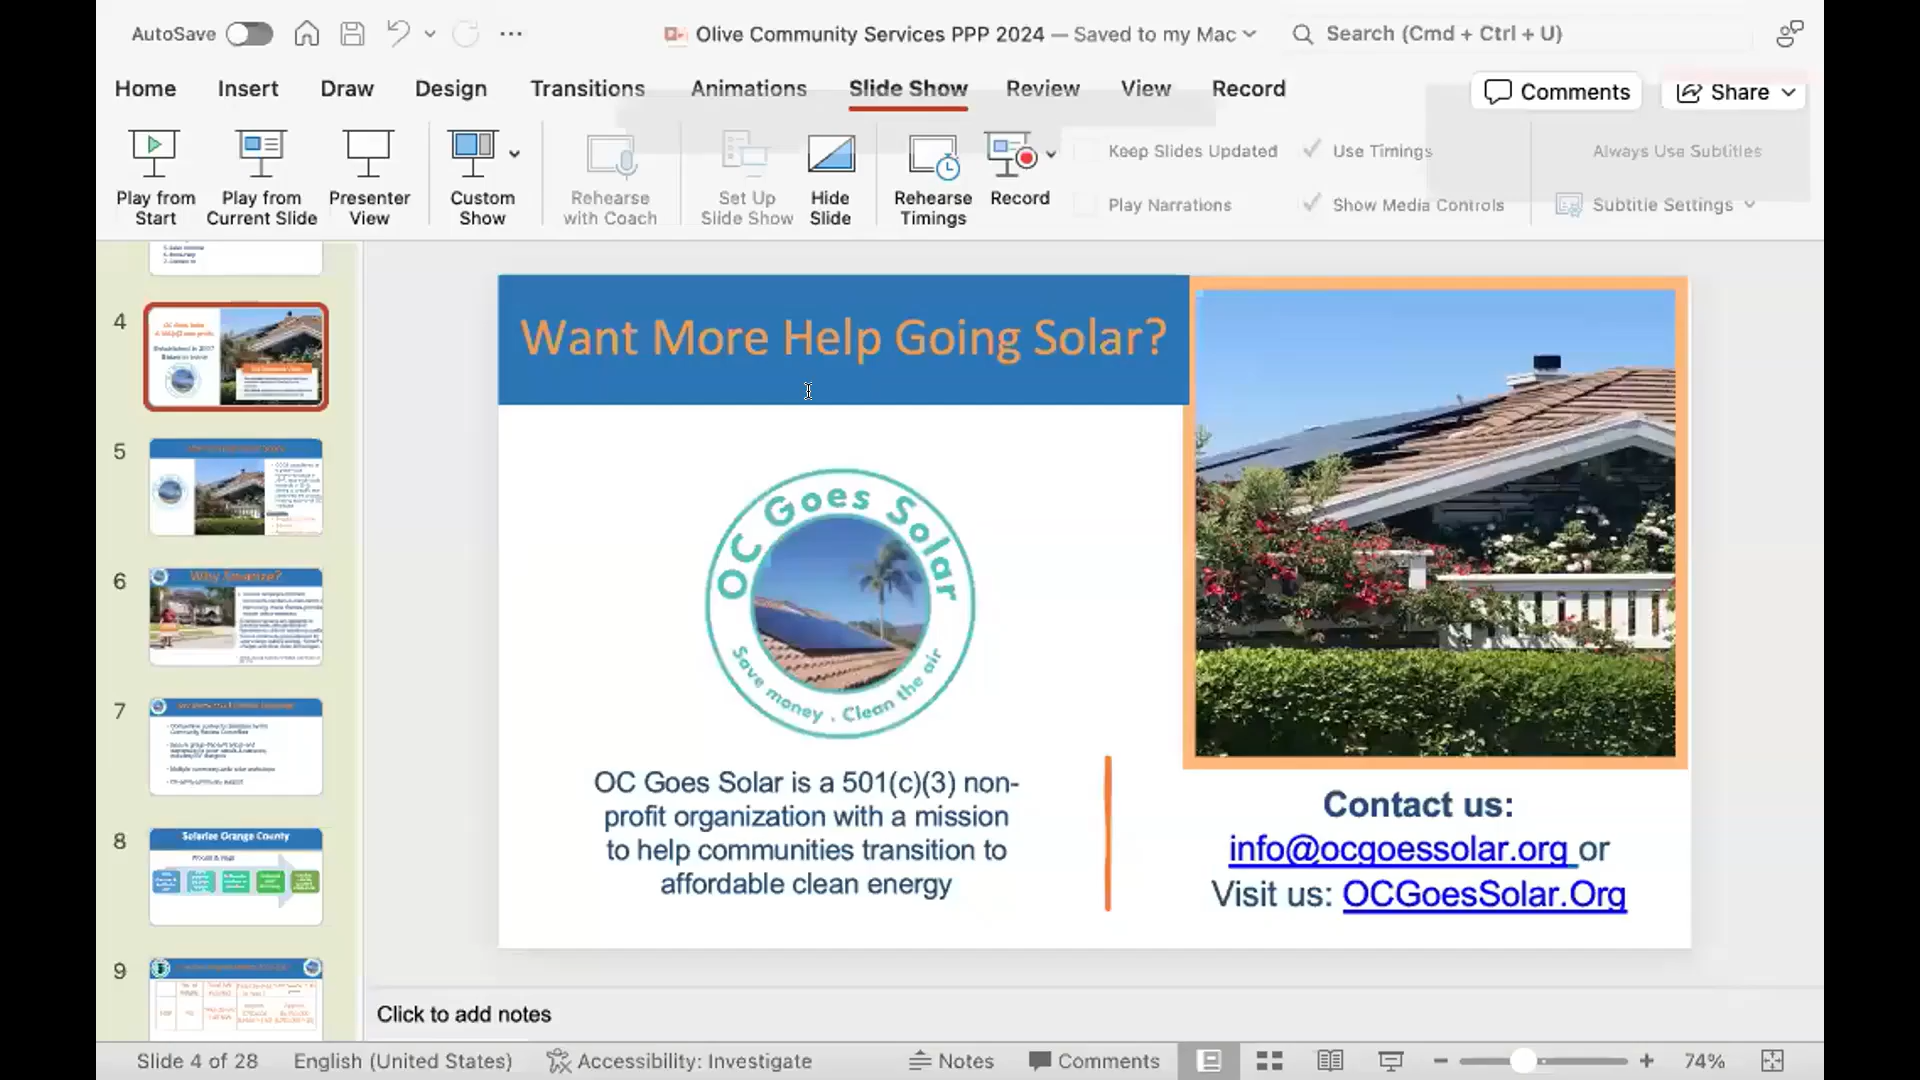 AutoSave
Olive Community Services PPP 2024 — Saved to my Mac
Search (Cmd + Ctrl + U)
Home Insert Draw Design Transitions Animations Slide Show Review View Record
Comments Share
Play from Start
Play from Current Slide
Presenter View
Custom Show
Rehearse with Coach
Set Up Slide Show
Hide Slide
Rehearse Timings
Record
Keep Slides Updated
Use Timings
Always Use Subtitles
Play Narrations
Show Media Controls
Subtitle Settings
4
5
6
Why Solarize?
7
8
Solarize Orange County
9
Want More Help Going Solar?
OC Goes Solar
Save money . Clean the air
OC Goes Solar is a 501(c)(3) non-
profit organization with a mission
to help communities transition to
affordable clean energy
Contact us:
info@ocgoessolar.org or
Visit us: OCGoesSolar.Org
Click to add notes
Slide 4 of 28 English (United States) Accessibility: Investigate Notes Comments 74%